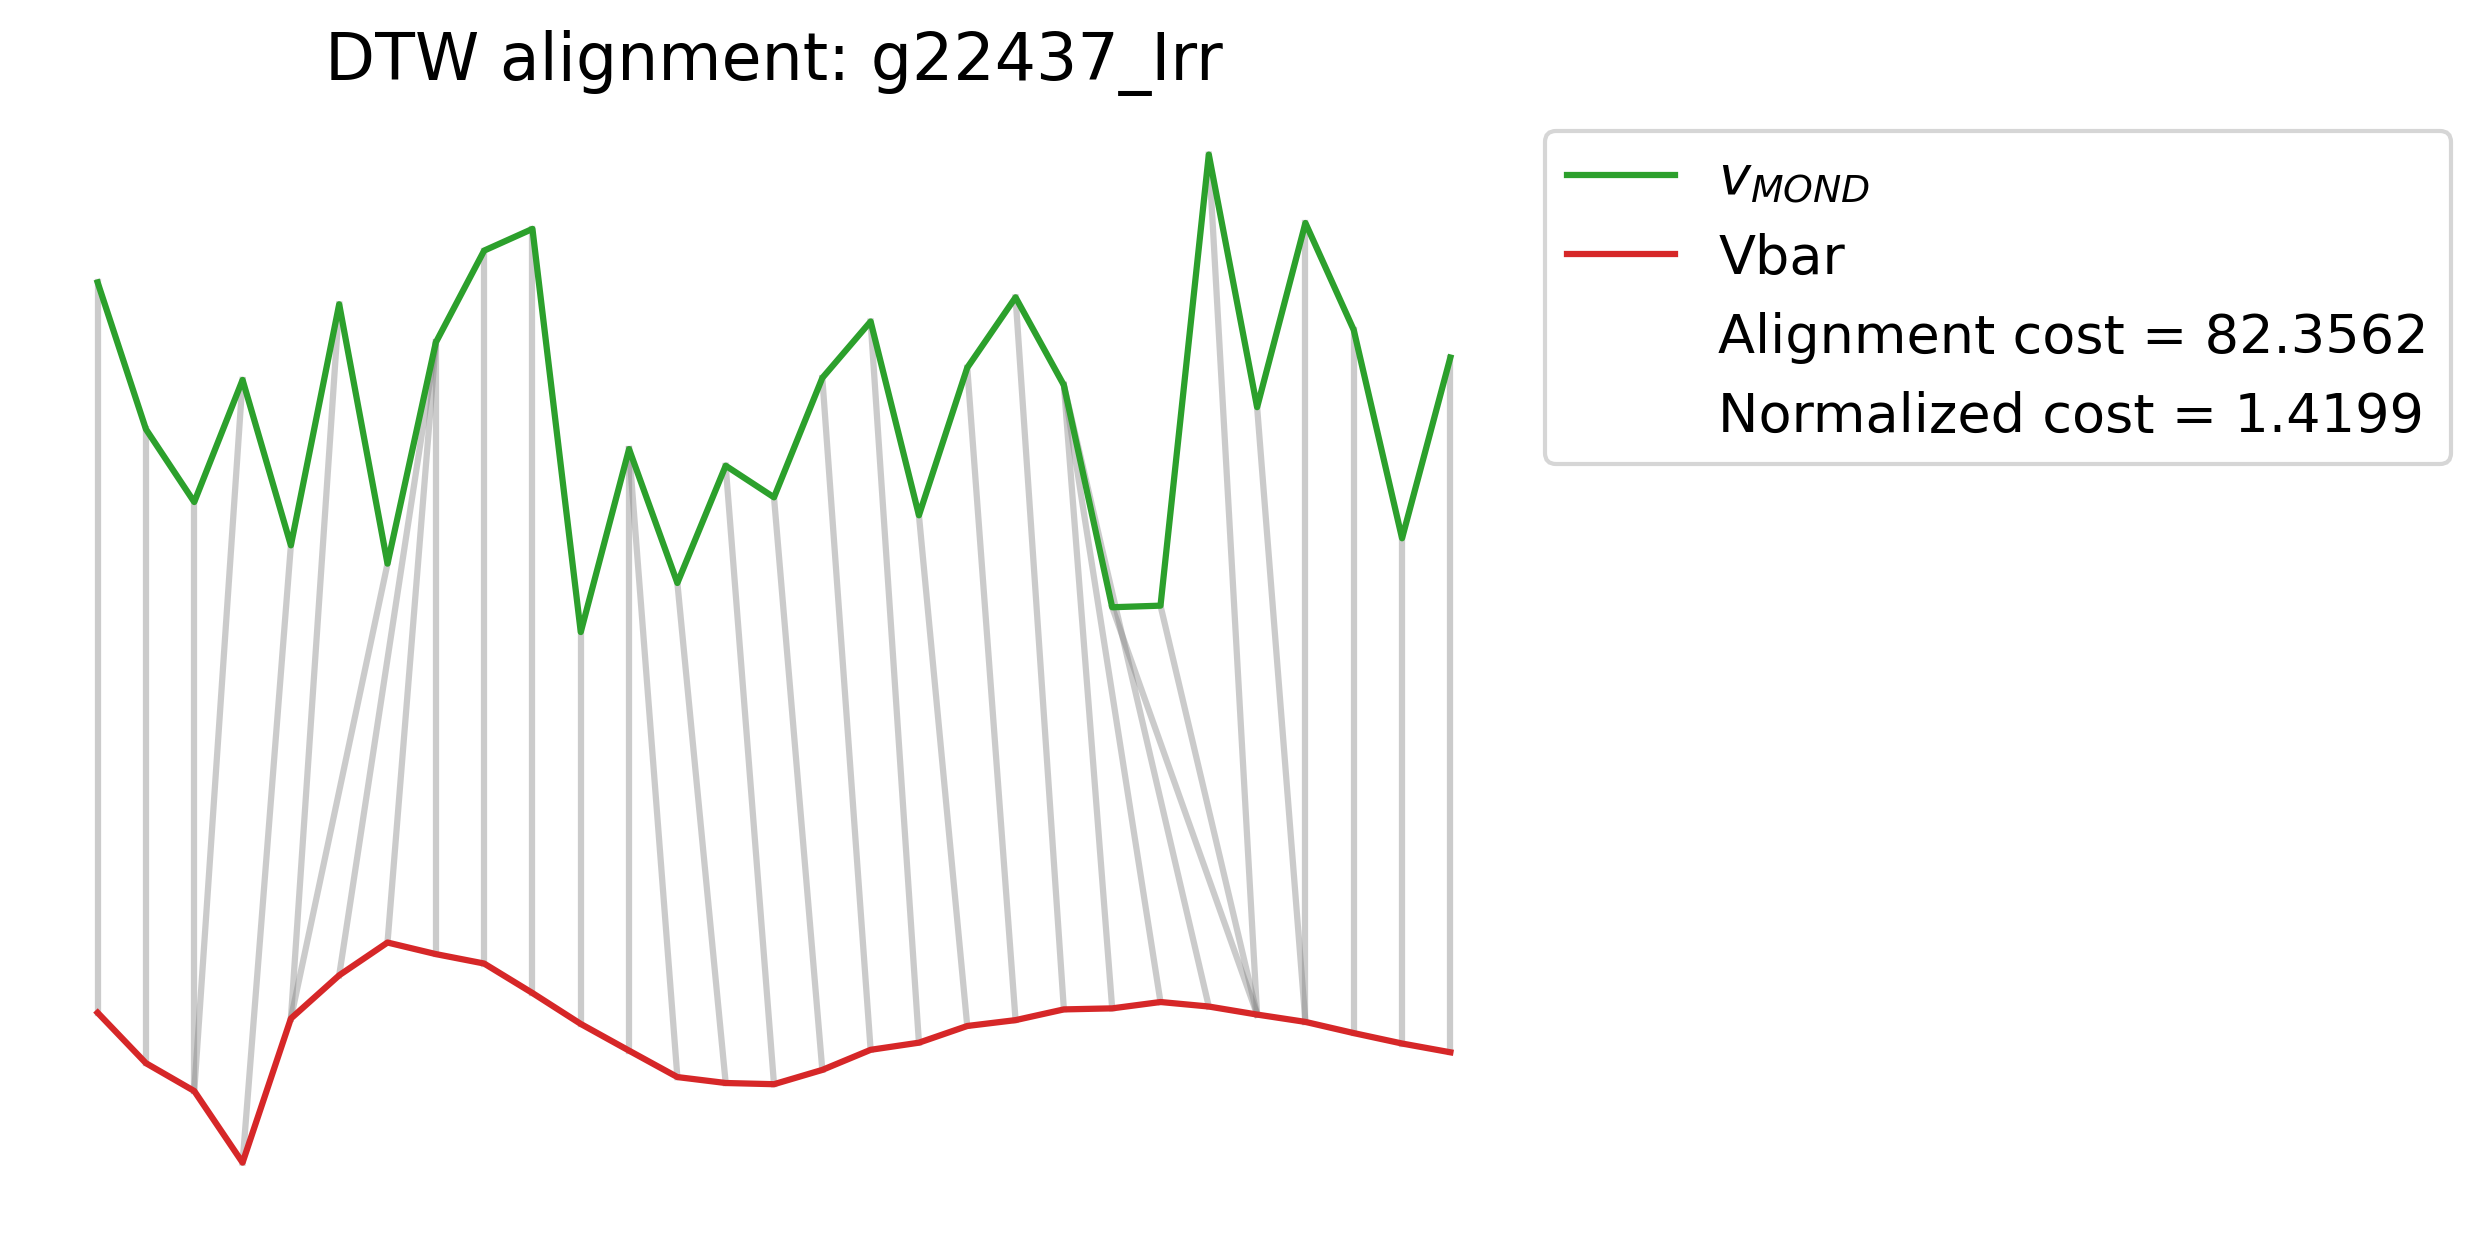 DTW alignment: g22437_Irr
v_MOND
Vbar
Alignment cost = 82.3562
Normalized cost = 1.4199